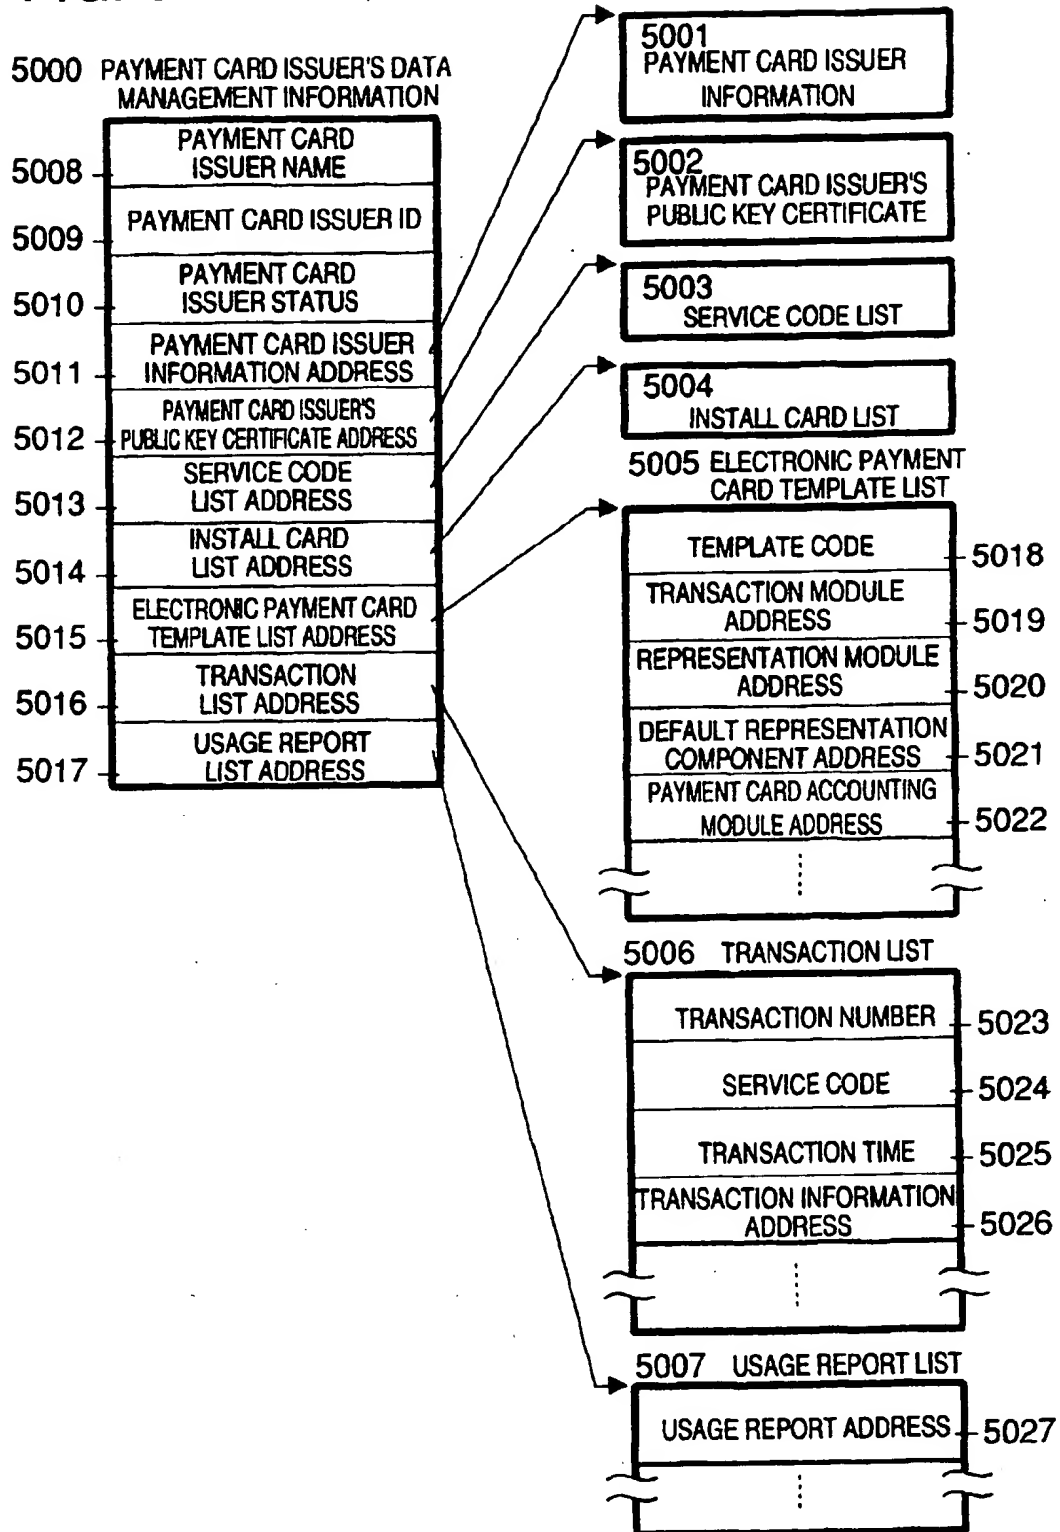 5000 PAYMENT CARD ISSUER'S DATA
MANAGEMENT INFORMATION
5008
PAYMENT CARD
ISSUER NAME
5009
PAYMENT CARD ISSUER ID
5010
PAYMENT CARD
ISSUER STATUS
5011
PAYMENT CARD ISSUER
INFORMATION ADDRESS
5012
PAYMENT CARD ISSUER'S
PUBLIC KEY CERTIFICATE ADDRESS
5013
SERVICE CODE
LIST ADDRESS
5014
INSTALL CARD
LIST ADDRESS
5015
ELECTRONIC PAYMENT CARD
TEMPLATE LIST ADDRESS
5016
TRANSACTION
LIST ADDRESS
5017
USAGE REPORT
LIST ADDRESS
5001
PAYMENT CARD ISSUER
INFORMATION
5002
PAYMENT CARD ISSUER'S
PUBLIC KEY CERTIFICATE
5003
SERVICE CODE LIST
5004
INSTALL CARD LIST
5005 ELECTRONIC PAYMENT
CARD TEMPLATE LIST
TEMPLATE CODE
5018
TRANSACTION MODULE
ADDRESS
5019
REPRESENTATION MODULE
ADDRESS
5020
DEFAULT REPRESENTATION
COMPONENT ADDRESS
5021
PAYMENT CARD ACCOUNTING
MODULE ADDRESS
5022
5006 TRANSACTION LIST
TRANSACTION NUMBER
5023
SERVICE CODE
5024
TRANSACTION TIME
5025
TRANSACTION INFORMATION
ADDRESS
5026
5007 USAGE REPORT LIST
USAGE REPORT ADDRESS
5027